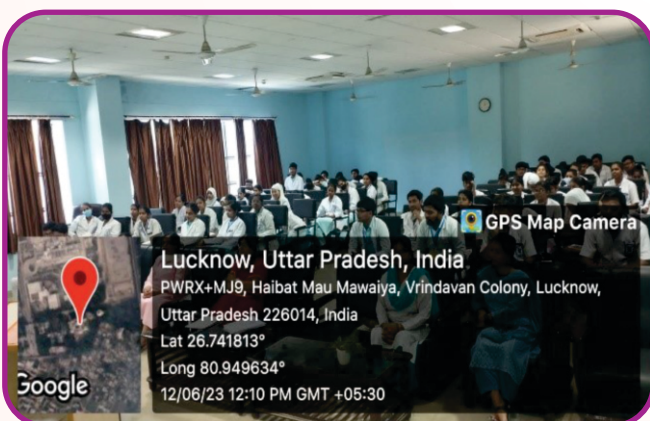 GPS Map Camera
Lucknow, Uttar Pradesh, India
PWRX+MJ9, Haibat Mau Mawaiya, Vrindavan Colony, Lucknow,
Uttar Pradesh 226014, India
Lat 26.741813°
Long 80.949634°
12/06/23 12:10 PM GMT +05:30
Google